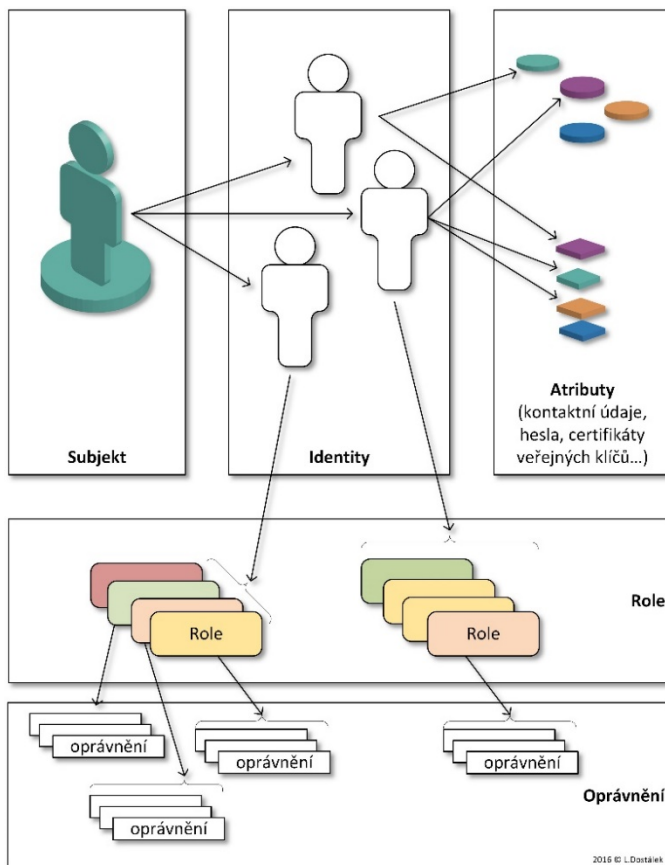 Subjekt
Identity
Atributy
(kontaktní údaje,
hesla, certifikáty
veřejných klíčů...)
Role
Role
Role
oprávnění
oprávnění
oprávnění
oprávnění
Oprávnění
2016 © L.Dostálek